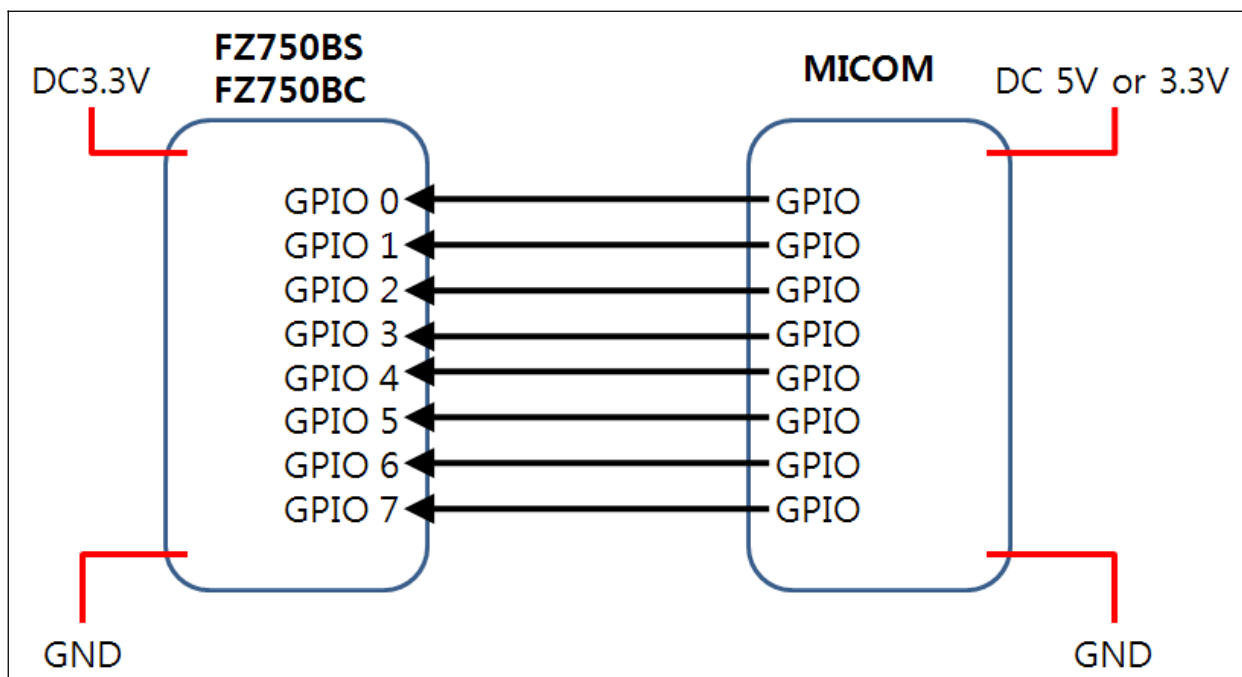 FZ750BS
FZ750BC
DC3.3V
MICOM
DC 5V or 3.3V
GPIO 0
GPIO
GPIO 1
GPIO
GPIO 2
GPIO
GPIO 3
GPIO
GPIO 4
GPIO
GPIO 5
GPIO
GPIO 6
GPIO
GPIO 7
GPIO
GND
GND